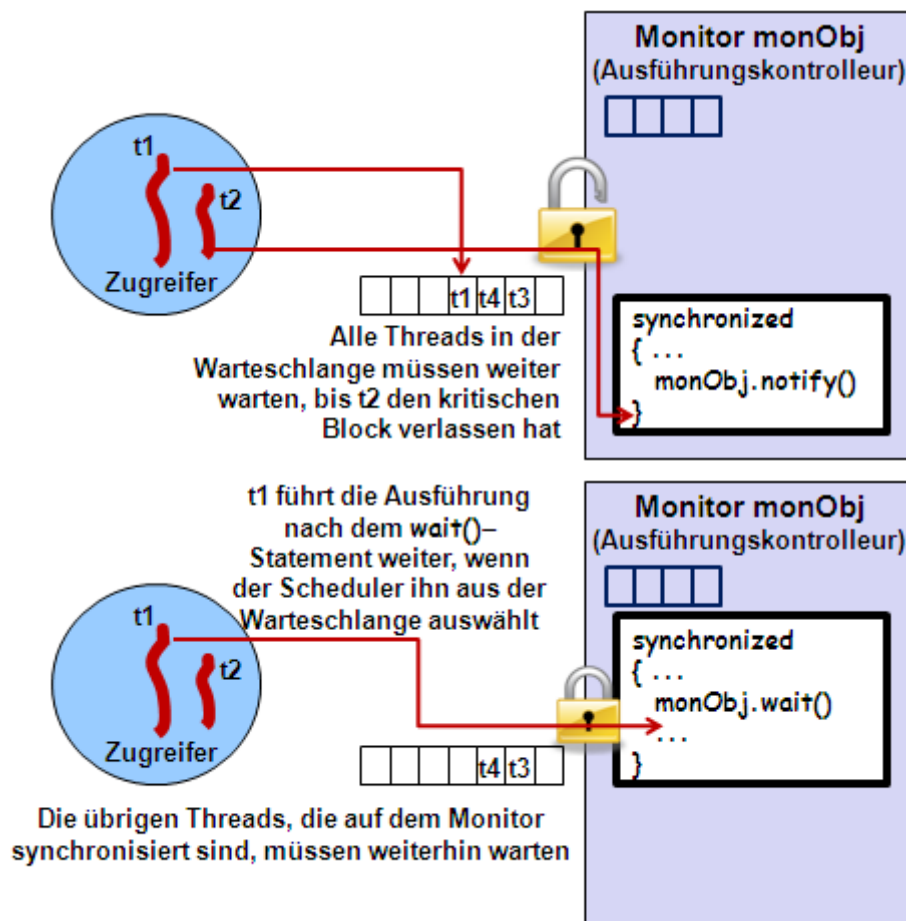 Monitor monObj
(Ausführungskontrolleur)
t1
t2
Zugreifer
t1 t4 t3
Alle Threads in der
Warteschlange müssen weiter
warten, bis t2 den kritischen
Block verlassen hat
synchronized
{ ...
monObj.notify()
}
t1 führt die Ausführung
nach dem wait()–
Statement weiter, wenn
der Scheduler ihn aus der
Warteschlange auswählt
Monitor monObj
(Ausführungskontrolleur)
t1
t2
Zugreifer
t4 t3
synchronized
{ ...
monObj.wait()
...
}
Die übrigen Threads, die auf dem Monitor
synchronisiert sind, müssen weiterhin warten